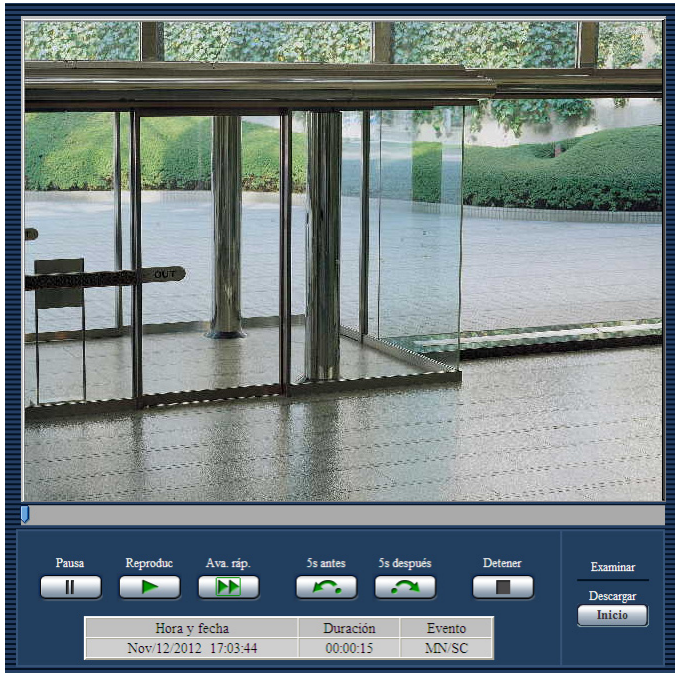 OUT
Pausa
Reproduc
Ava. ráp.
5s antes
5s después
Detener
Examinar
Descargar
Inicio
Hora y fecha Duración Evento
Nov/12/2012 17:03:44 00:00:15 MN/SC